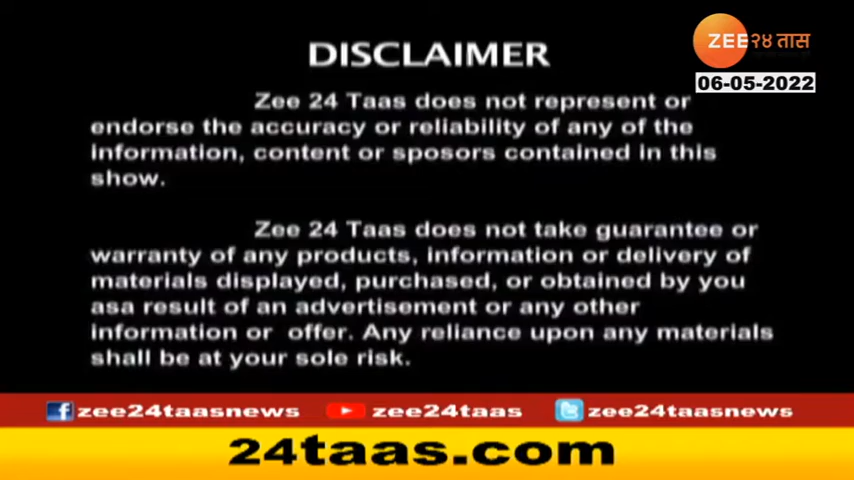 ZEE २४ तास
06-05-2022
DISCLAIMER
Zee 24 Taas does not represent or
endorse the accuracy or reliability of any of the
information, content or sposors contained in this
show.
Zee 24 Taas does not take guarantee or
warranty of any products, information or delivery of
materials displayed, purchased, or obtained by you
asa result of an advertisement or any other
information or offer. Any reliance upon any materials
shall be at your sole risk.
zee24taasnews zee24taas zee24taasnews
24taas.com